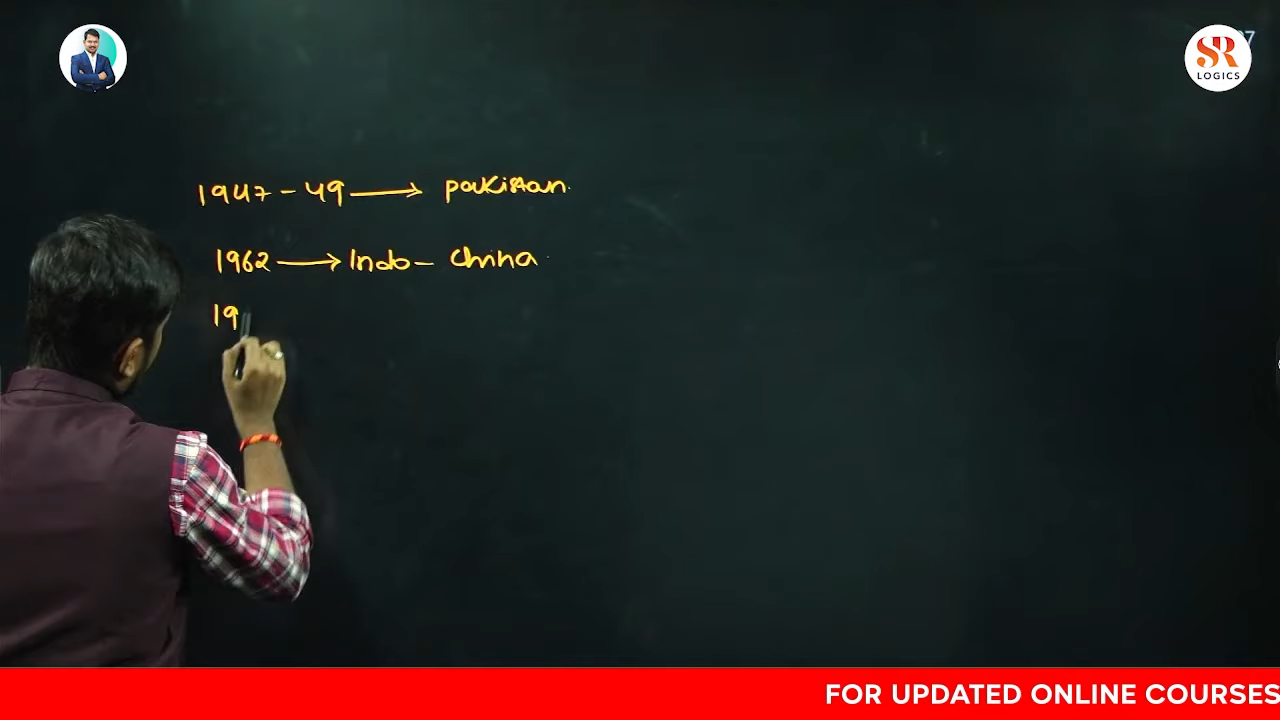 SR
LOGICS
1947-49 → Pakistan.
1962 → Indo- China.
19
FOR UPDATED ONLINE COURSES